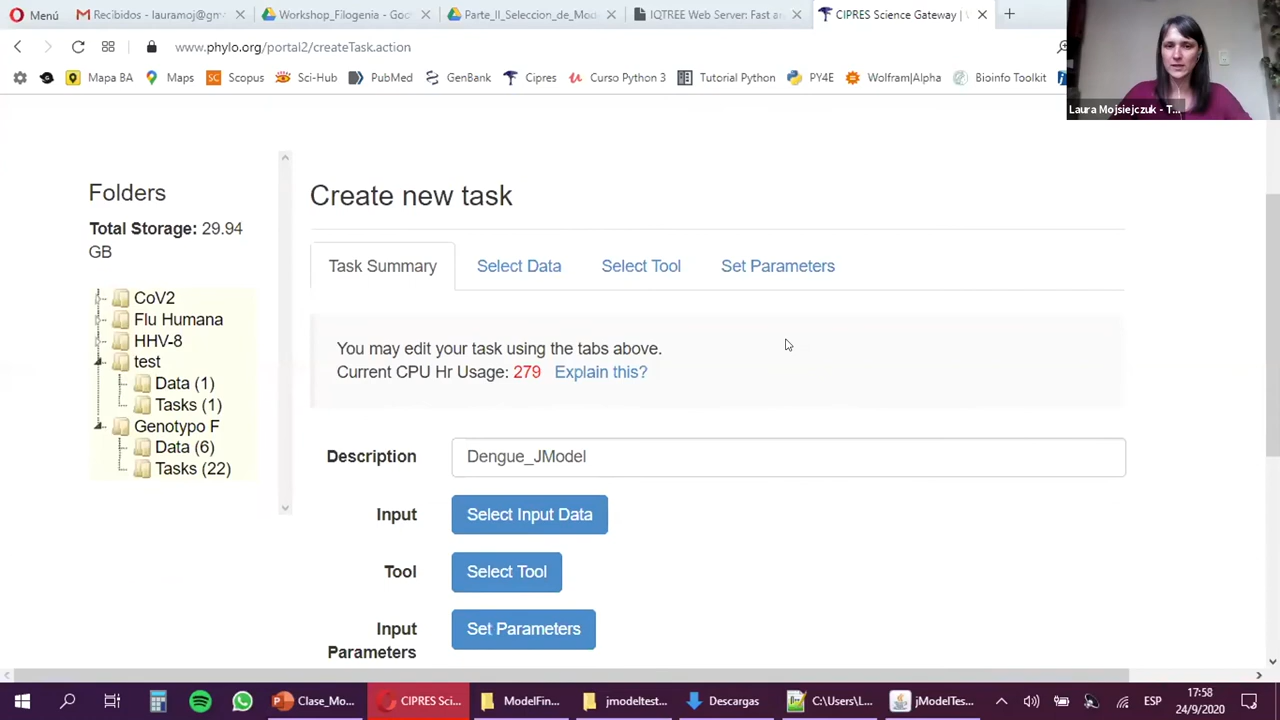 Menú
Recibidos - lauramoj@gm
Workshop_Filogenia - Goo
Parte_II_Seleccion_de_Mod
IQTREE Web Server: Fast an
CIPRES Science Gateway |
www.phylo.org/portal2/createTask.action
Mapa BA
Maps
Scopus
Sci-Hub
PubMed
GenBank
Cipres
Curso Python 3
Tutorial Python
PY4E
Wolfram|Alpha
Bioinfo Toolkit
Laura Mojsiejczuk - T...
Folders
Total Storage: 29.94
GB
CoV2
Flu Humana
HHV-8
test
Data (1)
Tasks (1)
Genotypo F
Data (6)
Tasks (22)
Create new task
Task Summary
Select Data
Select Tool
Set Parameters
You may edit your task using the tabs above.
Current CPU Hr Usage: 279 Explain this?
Description
Dengue_JModel
Input
Select Input Data
Tool
Select Tool
Input
Parameters
Set Parameters
Clase_Mo...
CIPRES Sci...
ModelFin...
jmodeltest...
Descargas
C:\Users\L...
jModelTes...
ESP
17:58
24/9/2020